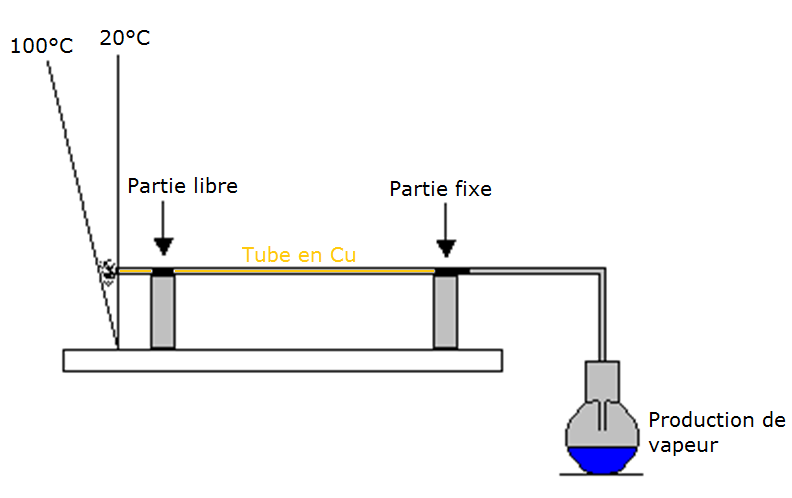 100°C
20°C
Partie libre
Partie fixe
Tube en Cu
Production de
vapeur